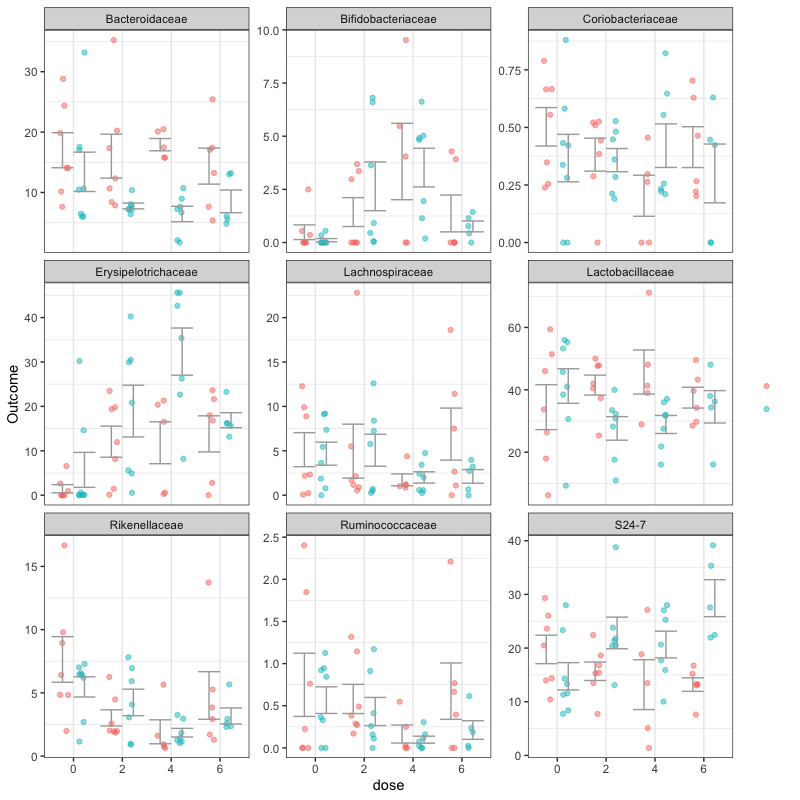 Bacteroidaceae
Bifidobacteriaceae
Coriobacteriaceae
30
20
10
10.0
7.5
5.0
2.5
0.0
0.75
0.50
0.25
0.00
Erysipelotrichaceae
Lachnospiraceae
Lactobacillaceae
Outcome
40
30
20
10
0
20
15
10
5
0
60
40
20
Rikenellaceae
Ruminococcaceae
S24-7
15
10
5
0
2.5
2.0
1.5
1.0
0.5
0.0
40
30
20
10
0
0 2 4 6
0 2 4 6
0 2 4 6
dose